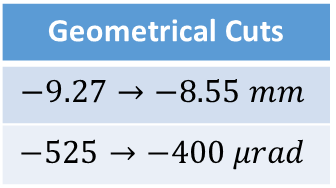 Geometrical Cuts
−9.27 → −8.55 mm
−525 → −400 μrad